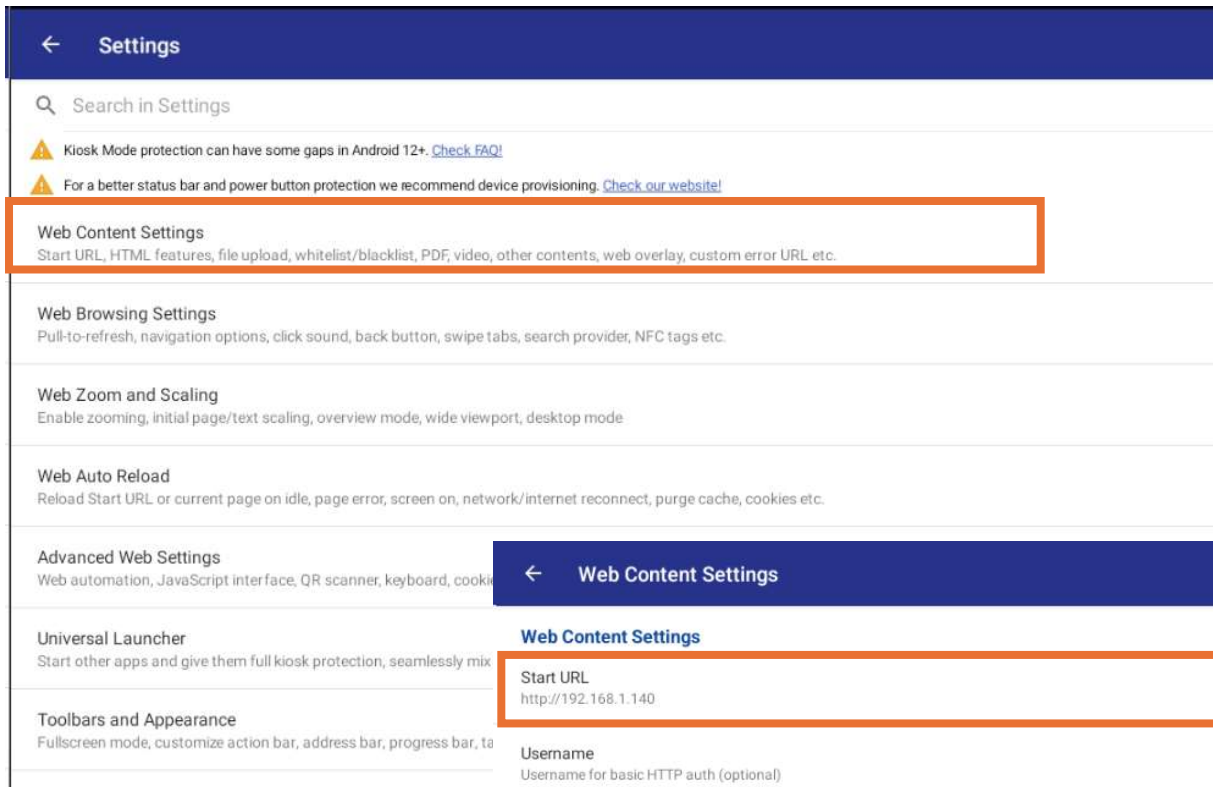 Settings
Search in Settings
Kiosk Mode protection can have some gaps in Android 12+. Check FAQ!
For a better status bar and power button protection we recommend device provisioning. Check our website!
Web Content Settings
Start URL, HTML features, file upload, whitelist/blacklist, PDF, video, other contents, web overlay, custom error URL etc.
Web Browsing Settings
Pull-to-refresh, navigation options, click sound, back button, swipe tabs, search provider, NFC tags etc.
Web Zoom and Scaling
Enable zooming, initial page/text scaling, overview mode, wide viewport, desktop mode
Web Auto Reload
Reload Start URL or current page on idle, page error, screen on, network/internet reconnect, purge cache, cookies etc.
Advanced Web Settings
Web automation, JavaScript interface, QR scanner, keyboard,
Universal Launcher
Start other apps and give them full kiosk protection, seamlessly mix
Toolbars and Appearance
Fullscreen mode, customize action bar, address bar, progress bar,
Web Content Settings
Web Content Settings
Start URL
http://192.168.1.140
Username
Username for basic HTTP auth (optional)